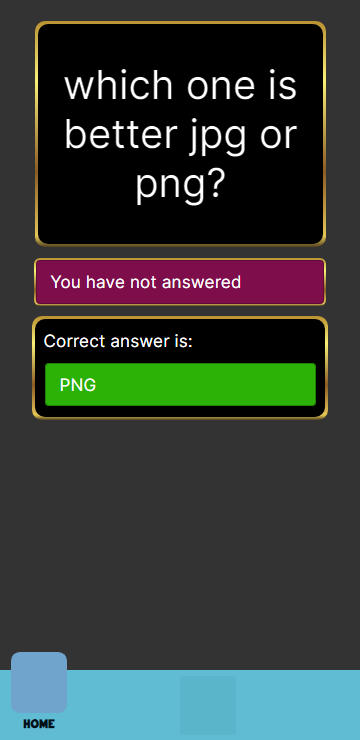 which one is
better jpg or
png?
You have not answered
Correct answer is:
PNG
HOME